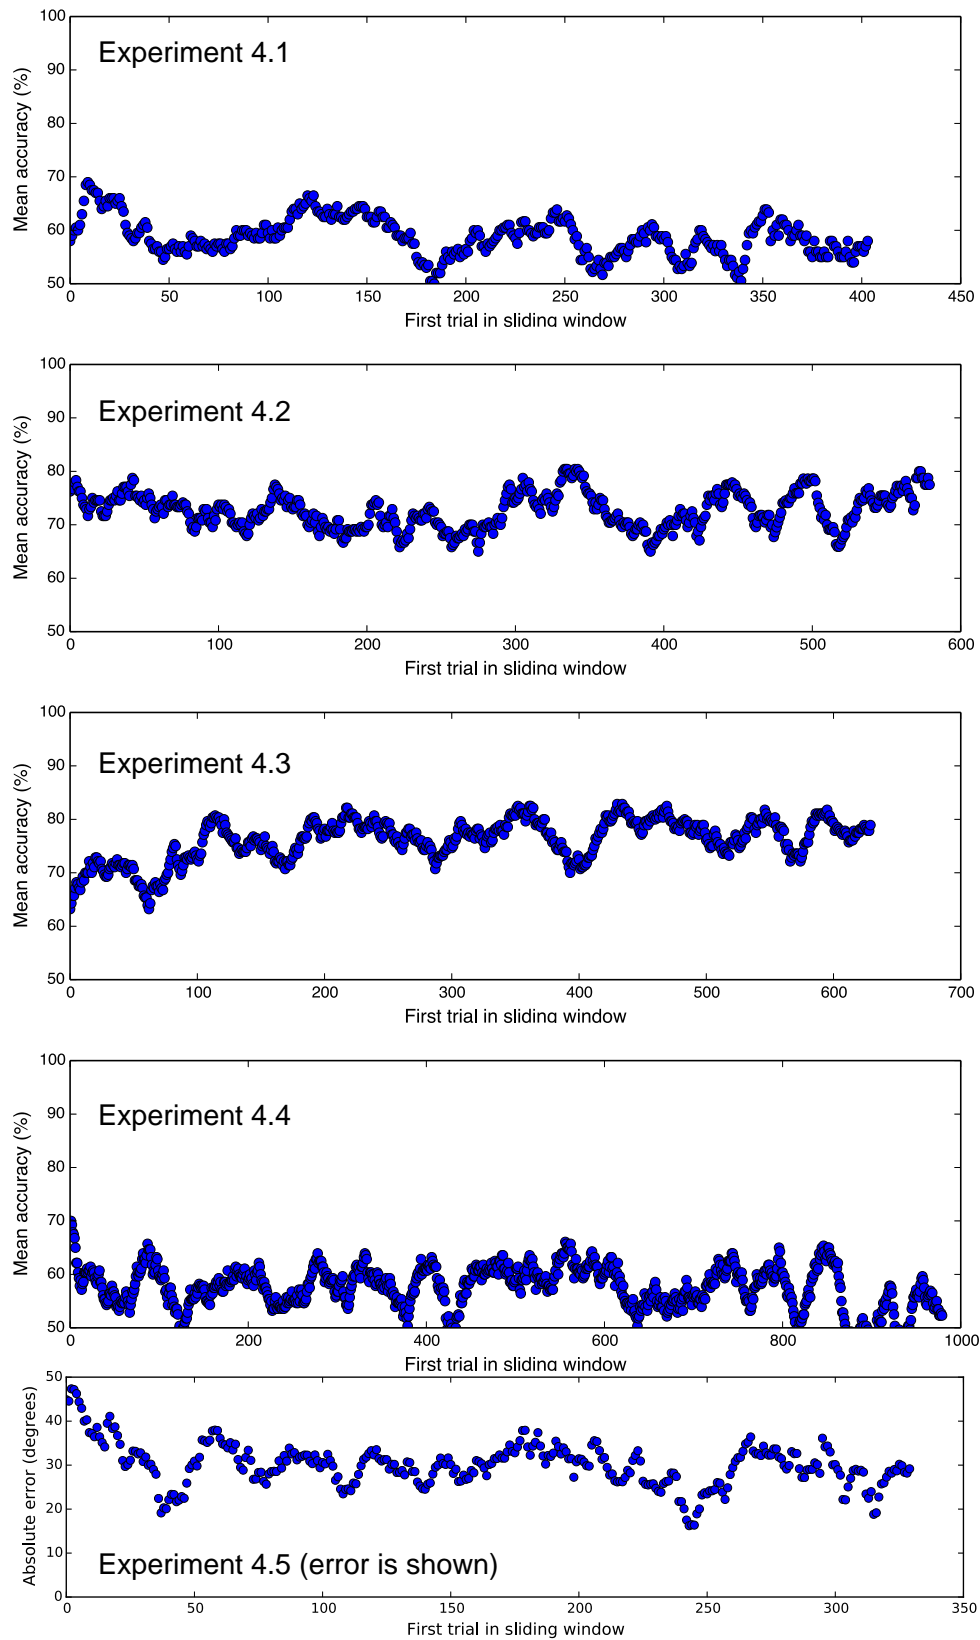 100
Experiment 4.1
90
80
70
60
50
Mean accuracy (%)
0 50 100 150 200 250 300 350 400 450
First trial in sliding window
100
Experiment 4.2
90
80
70
60
50
Mean accuracy (%)
0 100 200 300 400 500 600
First trial in sliding window
100
Experiment 4.3
90
80
70
60
50
Mean accuracy (%)
0 100 200 300 400 500 600 700
First trial in sliding window
100
Experiment 4.4
90
80
70
60
50
Mean accuracy (%)
0 200 400 600 800 1000
First trial in sliding window
50
40
30
20
10
0
Absolute error (degrees)
Experiment 4.5 (error is shown)
0 50 100 150 200 250 300 350
First trial in sliding window